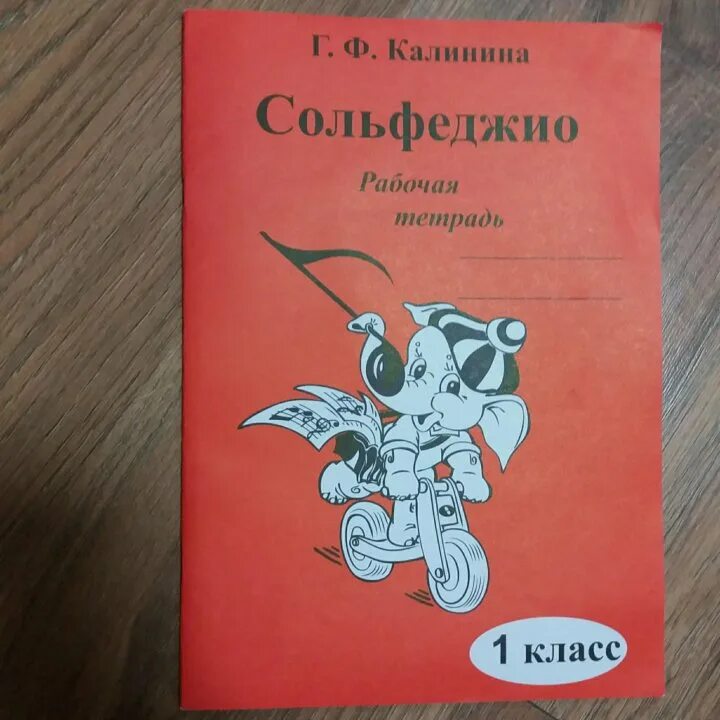 Г. Ф. Калинина
Сольфеджио
Рабочая
тетрадь
1 класс